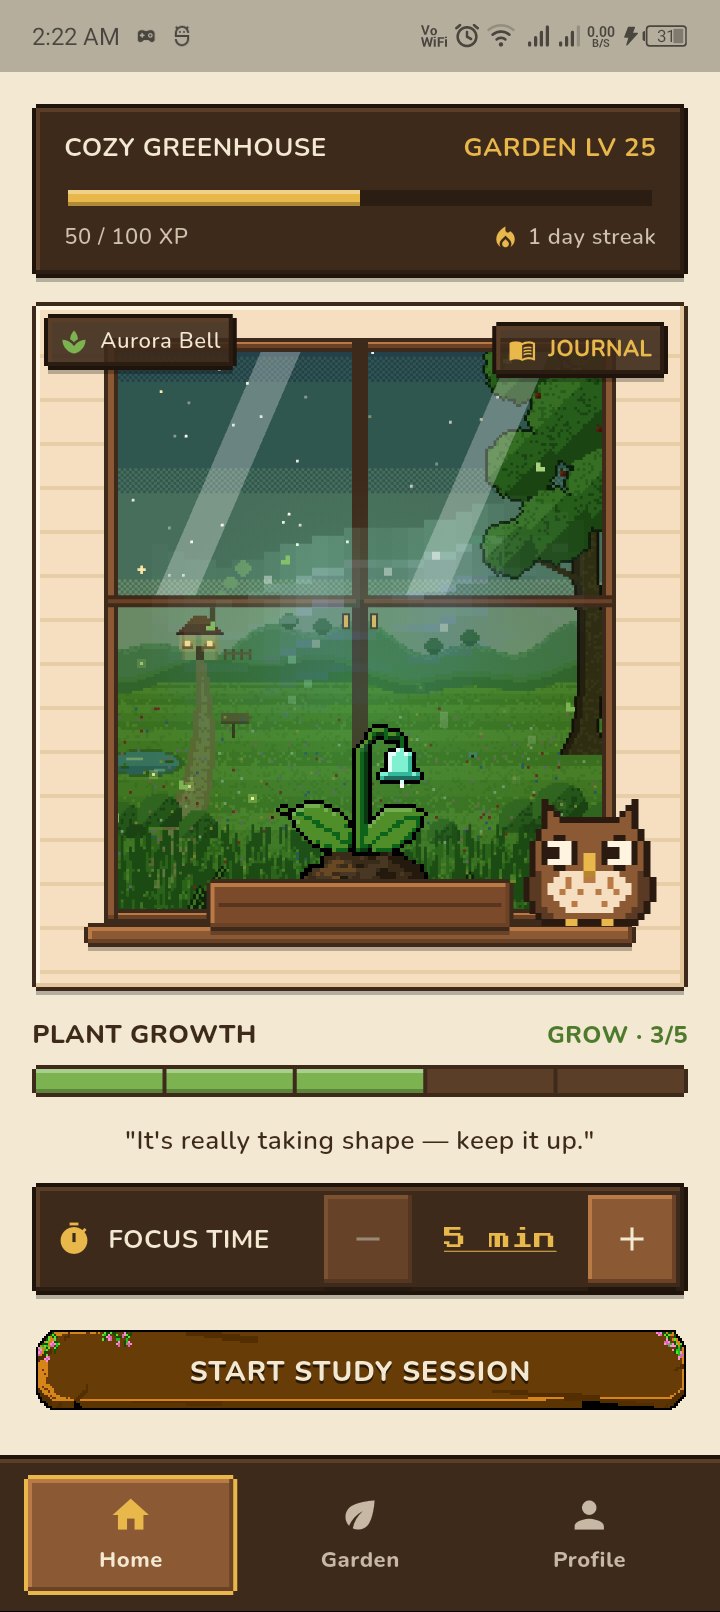 2:22 AM
Vo WiFi
0.00 B/S
31
COZY GREENHOUSE
GARDEN LV 25
50 / 100 XP
1 day streak
Aurora Bell
JOURNAL
PLANT GROWTH
GROW · 3/5
"It's really taking shape — keep it up."
FOCUS TIME
−
5 min
+
START STUDY SESSION
Home
Garden
Profile